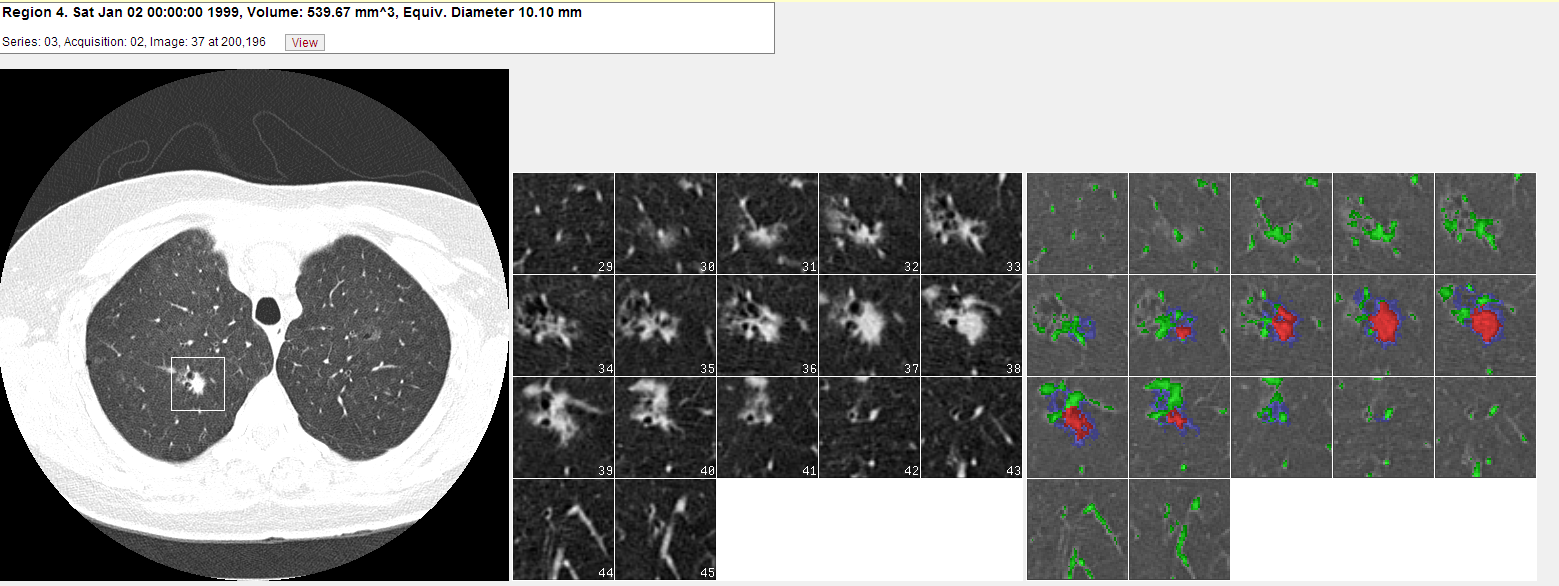 Region 4. Sat Jan 02 00:00:00 1999, Volume: 539.67 mm^3, Equiv. Diameter 10.10 mm
Series: 03, Acquisition: 02, Image: 37 at 200,196 View
29 30 31 32 33
34 35 36 37 38
39 40 41 42 43
44 45